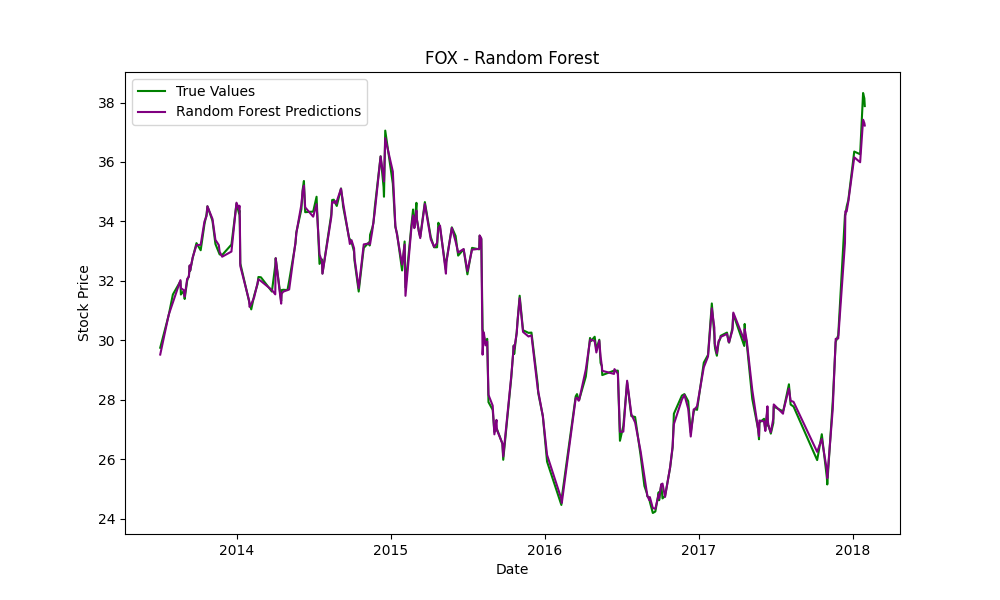 FOX - Random Forest
True Values
Random Forest Predictions
Stock Price
38
36
34
32
30
28
26
24
2014 2015 2016 2017 2018
Date